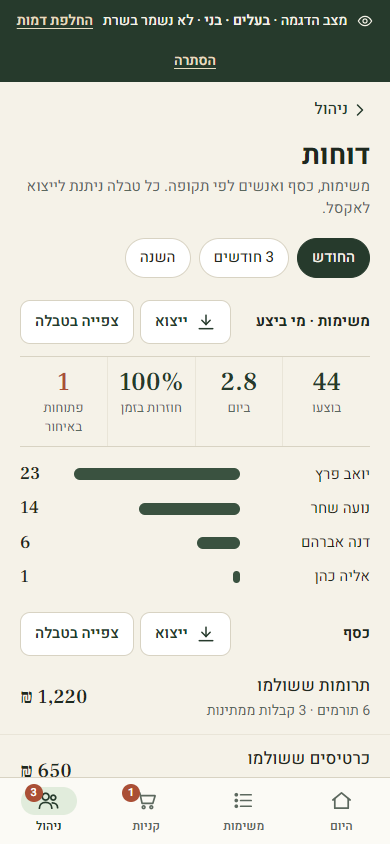 מצב הדגמה · בעלים · בני · לא נשמר בשרת החלפת דמות
הסתרה
ניהול
דוחות
משימות, כסף ואנשים לפי תקופה. כל טבלה ניתנת לייצוא
לאקסל.
החודש 3 חודשים השנה
משימות · מי ביצע ייצוא צפייה בטבלה
44 2.8 100% 1
בוצעו ביום חוזרות בזמן פתוחות
באיחור
יואב פרץ 23
נועה שחר 14
דנה אברהם 6
אליה כהן 1
כסף ייצוא צפייה בטבלה
תרומות ששולמו 1,220 ₪
6 תורמים · 3 קבלות ממתינות
כרטיסים ששולמו 650 ₪
1 3
היום משימות קניות ניהול